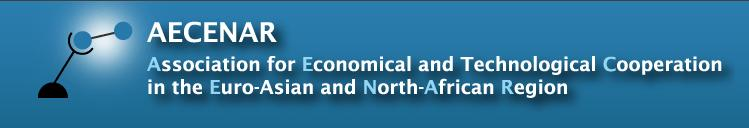 AECENAR
Association for Economical and Technological Cooperation
in the Euro-Asian and North-African Region